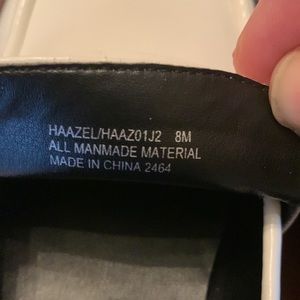 HAAZEL/HAAZ01J2 8M
ALL MANMADE MATERIAL
MADE IN CHINA 2464